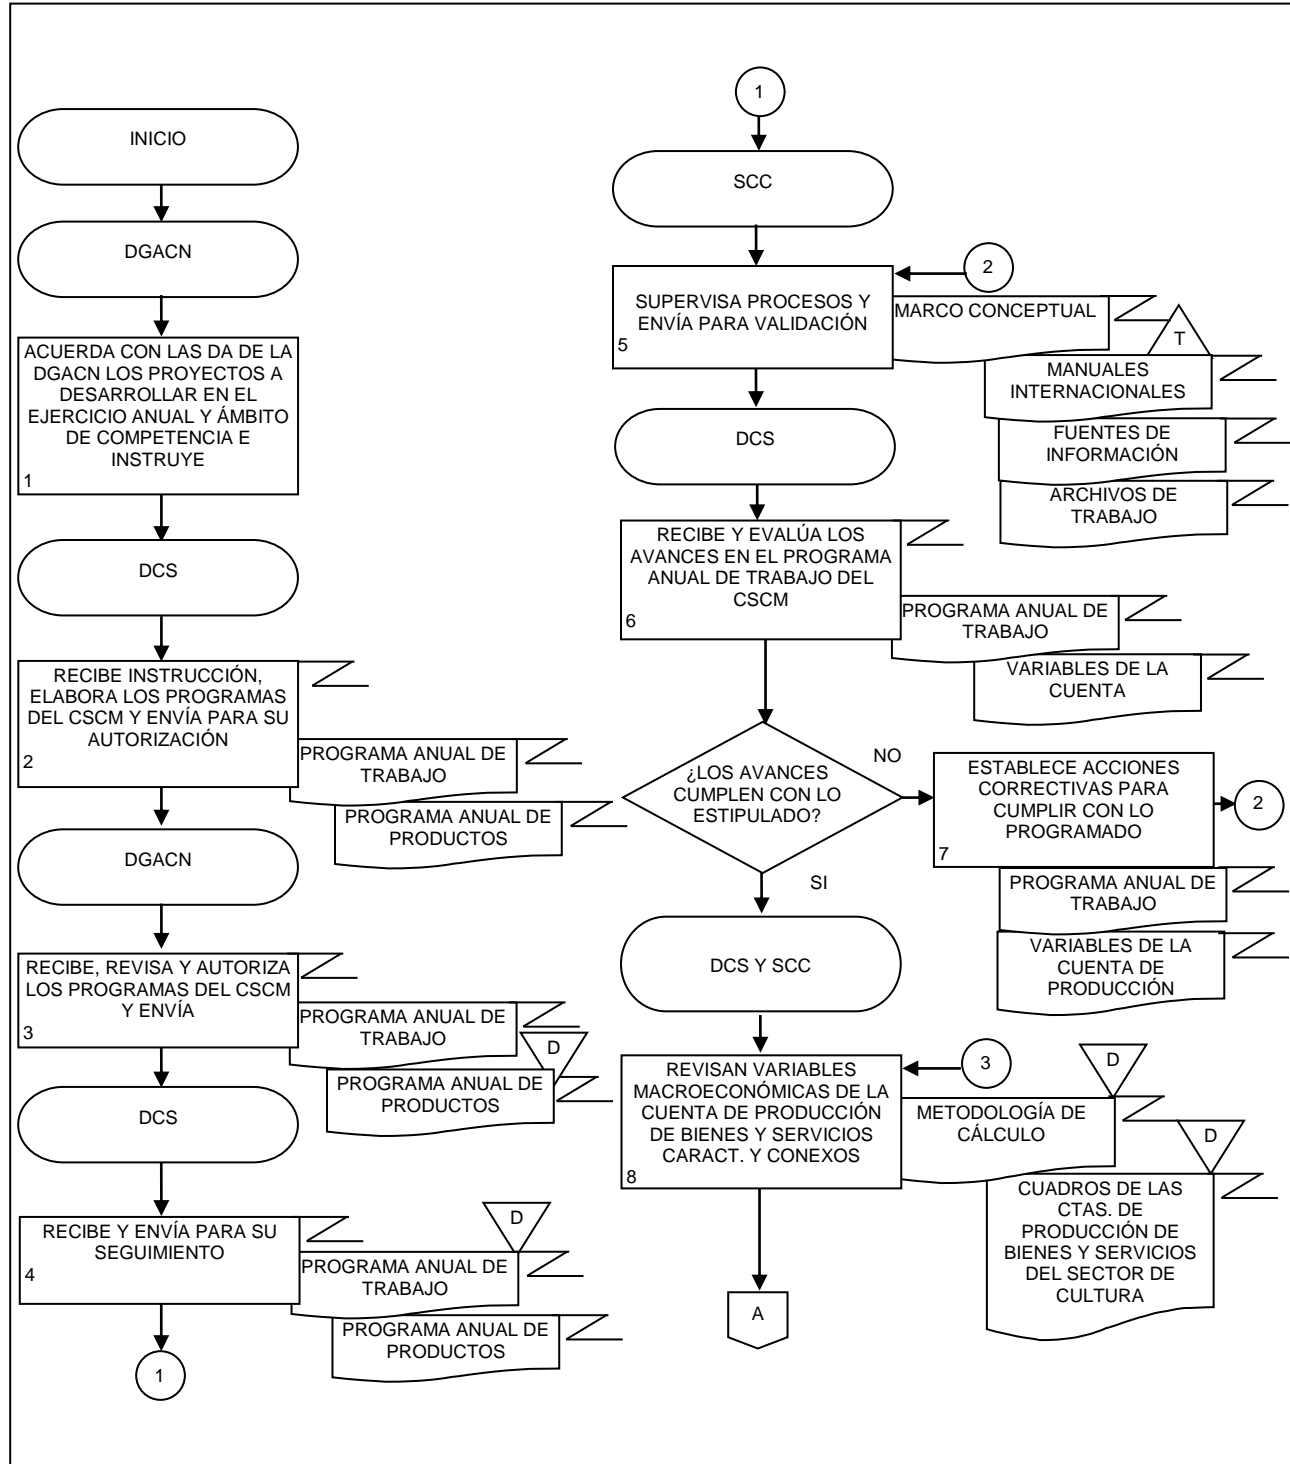 INICIO
DGACN
ACUERDA CON LAS DA DE LA
DGACN LOS PROYECTOS A
DESARROLLAR EN EL
EJERCICIO ANUAL Y ÁMBITO
DE COMPETENCIA E
INSTRUYE
1
DCS
RECIBE INSTRUCCIÓN,
ELABORA LOS PROGRAMAS
DEL CSCM Y ENVÍA PARA SU
AUTORIZACIÓN
2
PROGRAMA ANUAL DE
TRABAJO
PROGRAMA ANUAL DE
PRODUCTOS
DGACN
RECIBE, REVISA Y AUTORIZA
LOS PROGRAMAS DEL CSCM
Y ENVÍA
3
PROGRAMA ANUAL DE
TRABAJO
D
PROGRAMA ANUAL DE
PRODUCTOS
DCS
RECIBE Y ENVÍA PARA SU
SEGUIMIENTO
4
D
PROGRAMA ANUAL DE
TRABAJO
PROGRAMA ANUAL DE
PRODUCTOS
1
1
SCC
2
SUPERVISA PROCESOS Y
ENVÍA PARA VALIDACIÓN
5
MARCO CONCEPTUAL
T
MANUALES
INTERNACIONALES
FUENTES DE
INFORMACIÓN
ARCHIVOS DE
TRABAJO
DCS
RECIBE Y EVALÚA LOS
AVANCES EN EL PROGRAMA
ANUAL DE TRABAJO DEL
CSCM
6
PROGRAMA ANUAL DE
TRABAJO
VARIABLES DE LA
CUENTA
¿LOS AVANCES
CUMPLEN CON LO
ESTIPULADO?
NO
ESTABLECE ACCIONES
CORRECTIVAS PARA
CUMPLIR CON LO
PROGRAMADO
7
2
PROGRAMA ANUAL DE
TRABAJO
VARIABLES DE LA
CUENTA DE
PRODUCCIÓN
SI
DCS Y SCC
3
REVISAN VARIABLES
MACROECONÓMICAS DE LA
CUENTA DE PRODUCCIÓN
DE BIENES Y SERVICIOS
CARACT. Y CONEXOS
8
D
METODOLOGÍA DE
CÁLCULO
D
CUADROS DE LAS
CTAS. DE
PRODUCCIÓN DE
BIENES Y SERVICIOS
DEL SECTOR DE
CULTURA
A